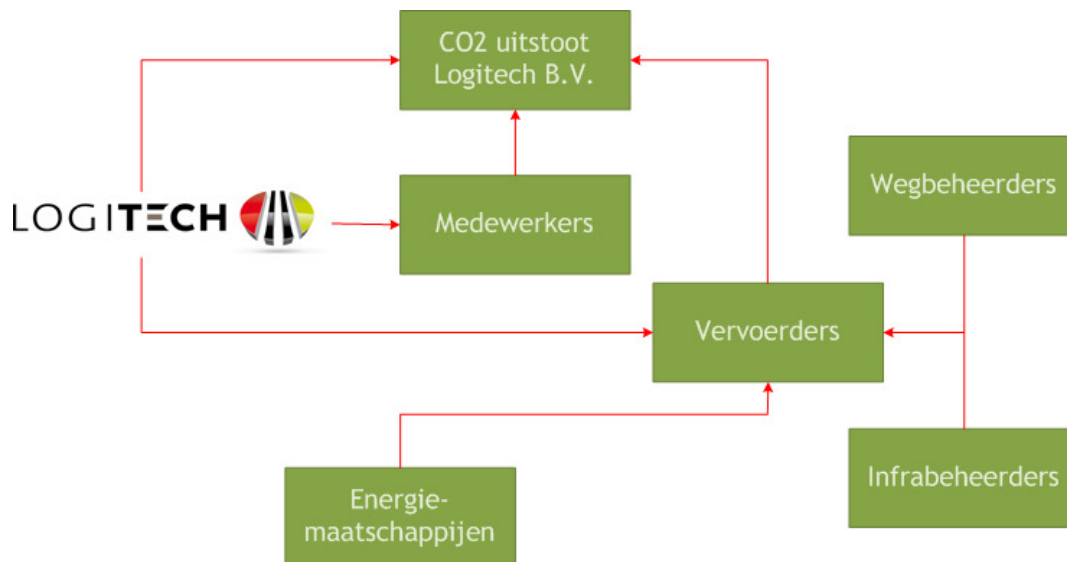 CO2 uitstoot
Logitech B.V.
Wegbeheerders
LOGITECH
Medewerkers
Vervoerders
Infrabeheerders
Energie-
maatschappijen